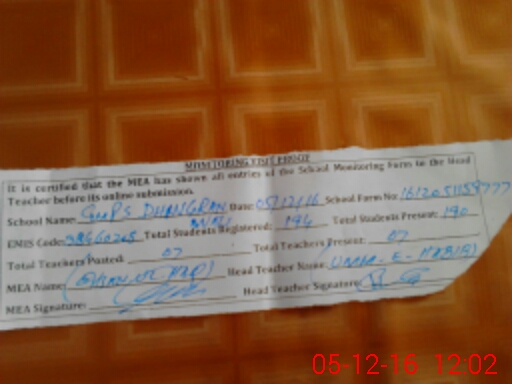 MONITORING VISIT PROOF
It is certified that the MEA has shown all entries of the School Monitoring Form to the Head
Teacher before its online submission.
School Name: GGPS DHANGRAN Date: 05/12/16 School Form No: 1612051159777
EMIS Code: Total Students Registered: 194 Total Students Present: 190
Total Teachers Posted: 07 Total Teachers Present: 07
MEA Name: Head Teacher Name: UMM-E-HABIBA
MEA Signature: Head Teacher Signature
05-12-16 12:02